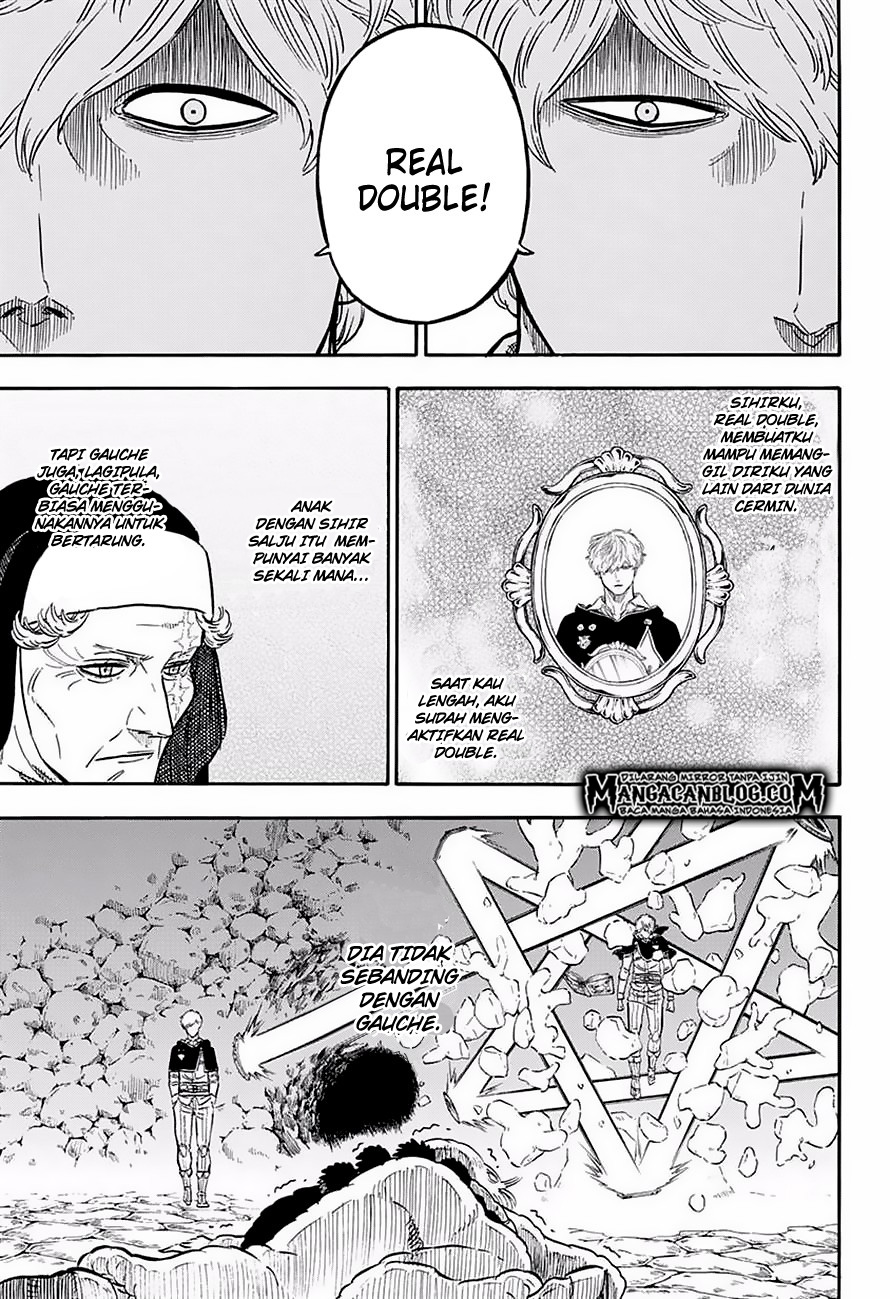 REAL
DOUBLE!
SIHIRKU,
REAL DOUBLE,
MEMBUATKU
MAMPU MEMANG-
GIL DIRIKU YANG
LAIN DARI DUNIA
CERMIN.
SAAT KAU
LENGAH, AKU
SUDAH MENG-
AKTIFKAN REAL
DOUBLE.
ANAK
DENGAN SIHIR
SALJU ITU MEM-
PUNYAI BANYAK
SEKALI MANA...
TAPI GAUCHE
JUGA, LAGIPULA,
GAUCHE TER-
BIASA MENGGU-
NAKANNYA UNTUK
BERTARUNG.
DILARANG MIRROR TANPA IJIN
MANGACANBLOG.COM
BACA MANGA BAHASA INDONESIA
DIA TIDAK
SEBANDING
DENGAN
GAUCHE.